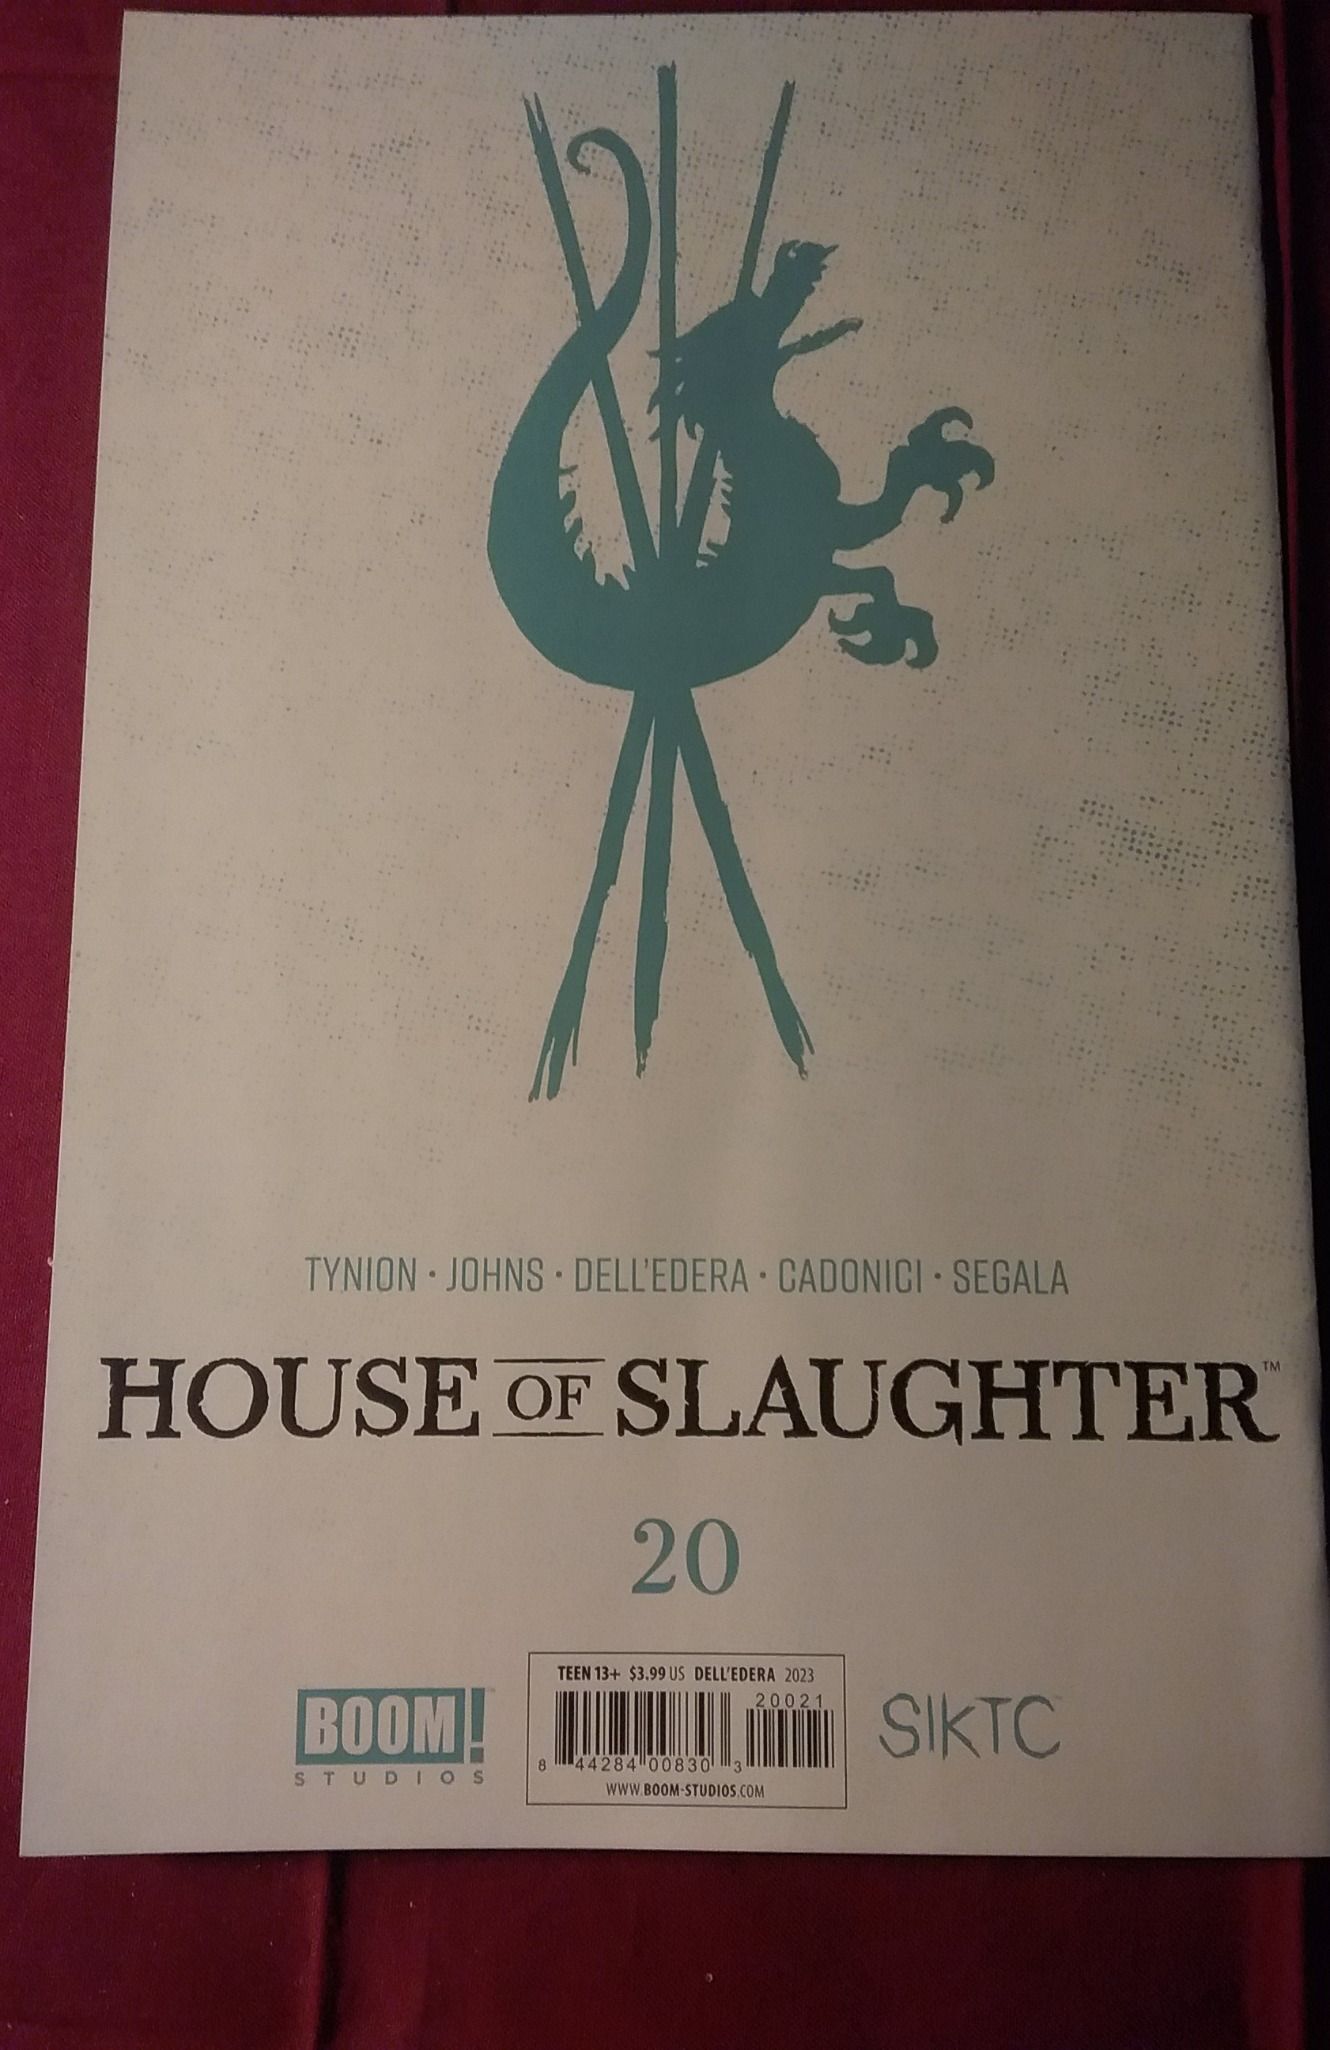 TYNION · JOHNS · DELL'EDERA · CADONICI · SEGALA
HOUSE OF SLAUGHTER™
20
BOOM!
STUDIOS
TEEN 13+ $3.99 US DELL'EDERA 2023
20021
8 44284 00830 3
WWW.BOOM-STUDIOS.COM
SIKTC